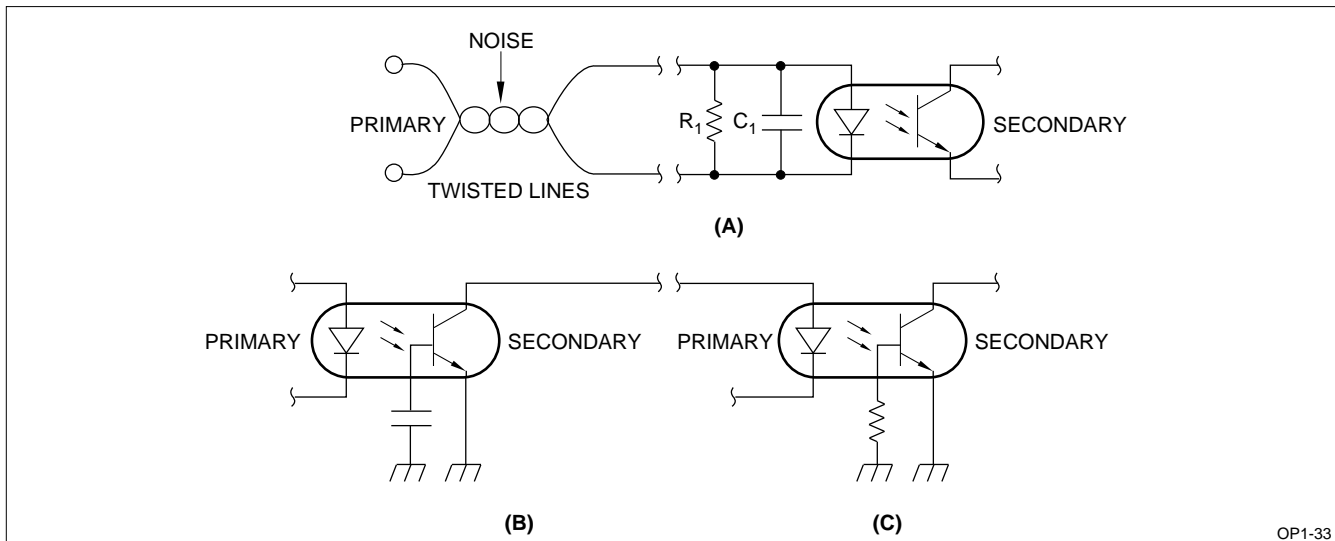 NOISE
PRIMARY
R1
C1
SECONDARY
TWISTED LINES
(A)
PRIMARY
SECONDARY
PRIMARY
SECONDARY
(B)
(C)
OP1-33